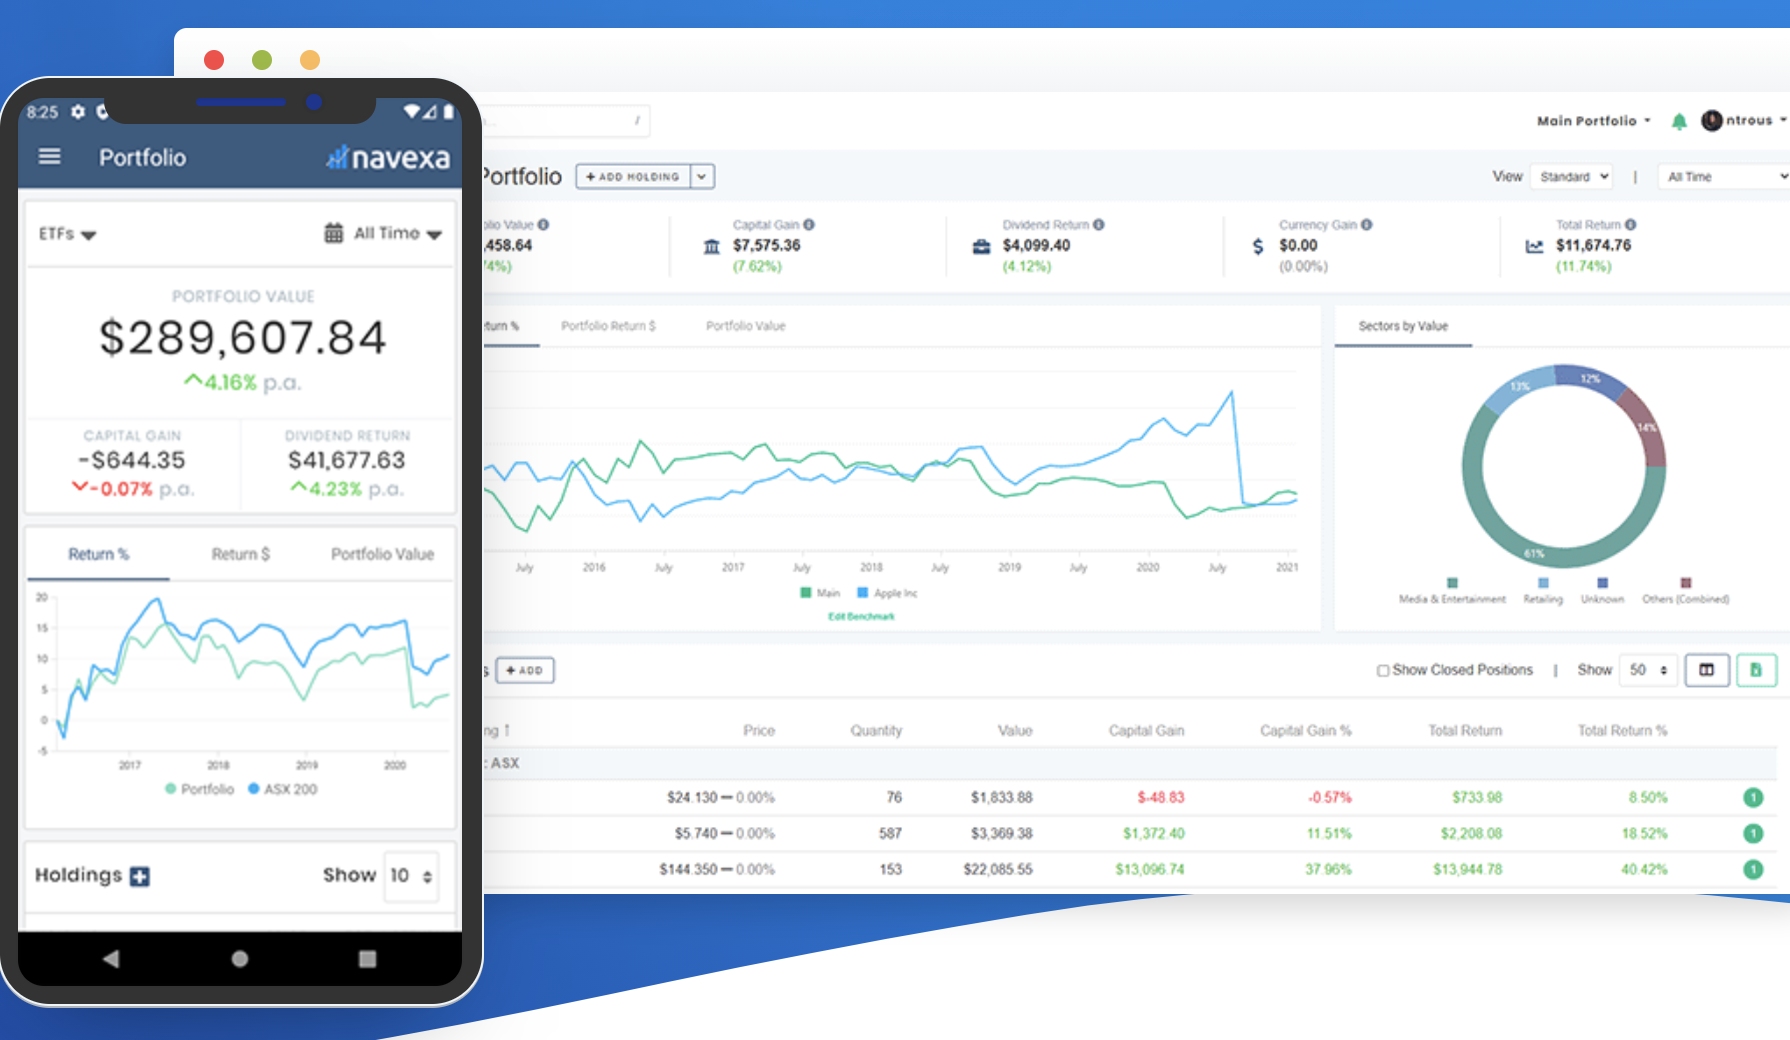 8:25
Portfolio
navexa
ETFs
All Time
PORTFOLIO VALUE
$289,607.84
4.16% p.a.
CAPITAL GAIN
DIVIDEND RETURN
-$644.35
$41,677.63
-0.07% p.a.
4.23% p.a.
Return %
Return $
Portfolio Value
20
15
10
5
0
-5
2017
2018
2019
2020
Portfolio
ASX 200
Holdings
Show
10
/
Main Portfolio
ntrous
Portfolio
+ ADD HOLDING
View
Standard
|
All Time
olio Value
Capital Gain
Dividend Return
Currency Gain
Total Return
,458.64
$7,575.36
$4,099.40
$0.00
$11,674.76
74%)
(7.62%)
(4.12%)
(0.00%)
(11.74%)
turn %
Portfolio Return $
Portfolio Value
Sectors by Value
13%
12%
14%
61%
July
2016
July
2017
July
2018
July
2019
July
2020
July
2021
Main
Apple Inc
Edit Benchmark
Media & Entertainment
Retailing
Unknown
Others (Combined)
s
+ ADD
Show Closed Positions
|
Show
50
ng ↑
Price
Quantity
Value
Capital Gain
Capital Gain %
Total Return
Total Return %
: ASX
$24.130 — 0.00%
76
$1,833.88
$-48.83
-0.57%
$733.98
8.50%
1
$5.740 — 0.00%
587
$3,369.38
$1,372.40
11.51%
$2,208.08
18.52%
1
$144.350 — 0.00%
153
$22,085.55
$13,096.74
37.96%
$13,944.78
40.42%
1